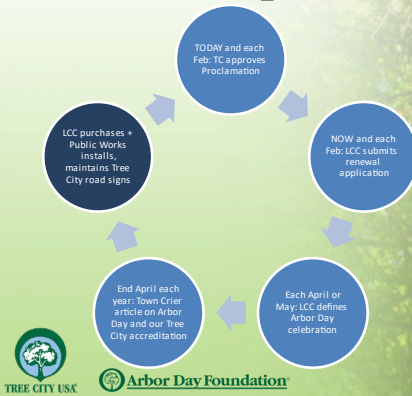 TODAY and each
Feb: TC approves
Proclamation
NOW and each
Feb: LCC submits
renewal
application
Each April or
May: LCC defines
Arbor Day
celebration
End April each
year: Town Crier
article on Arbor
Day and our Tree
City accreditation
LCC purchases +
Public Works
installs,
maintains Tree
City road signs
TREE CITY USA
Arbor Day Foundation